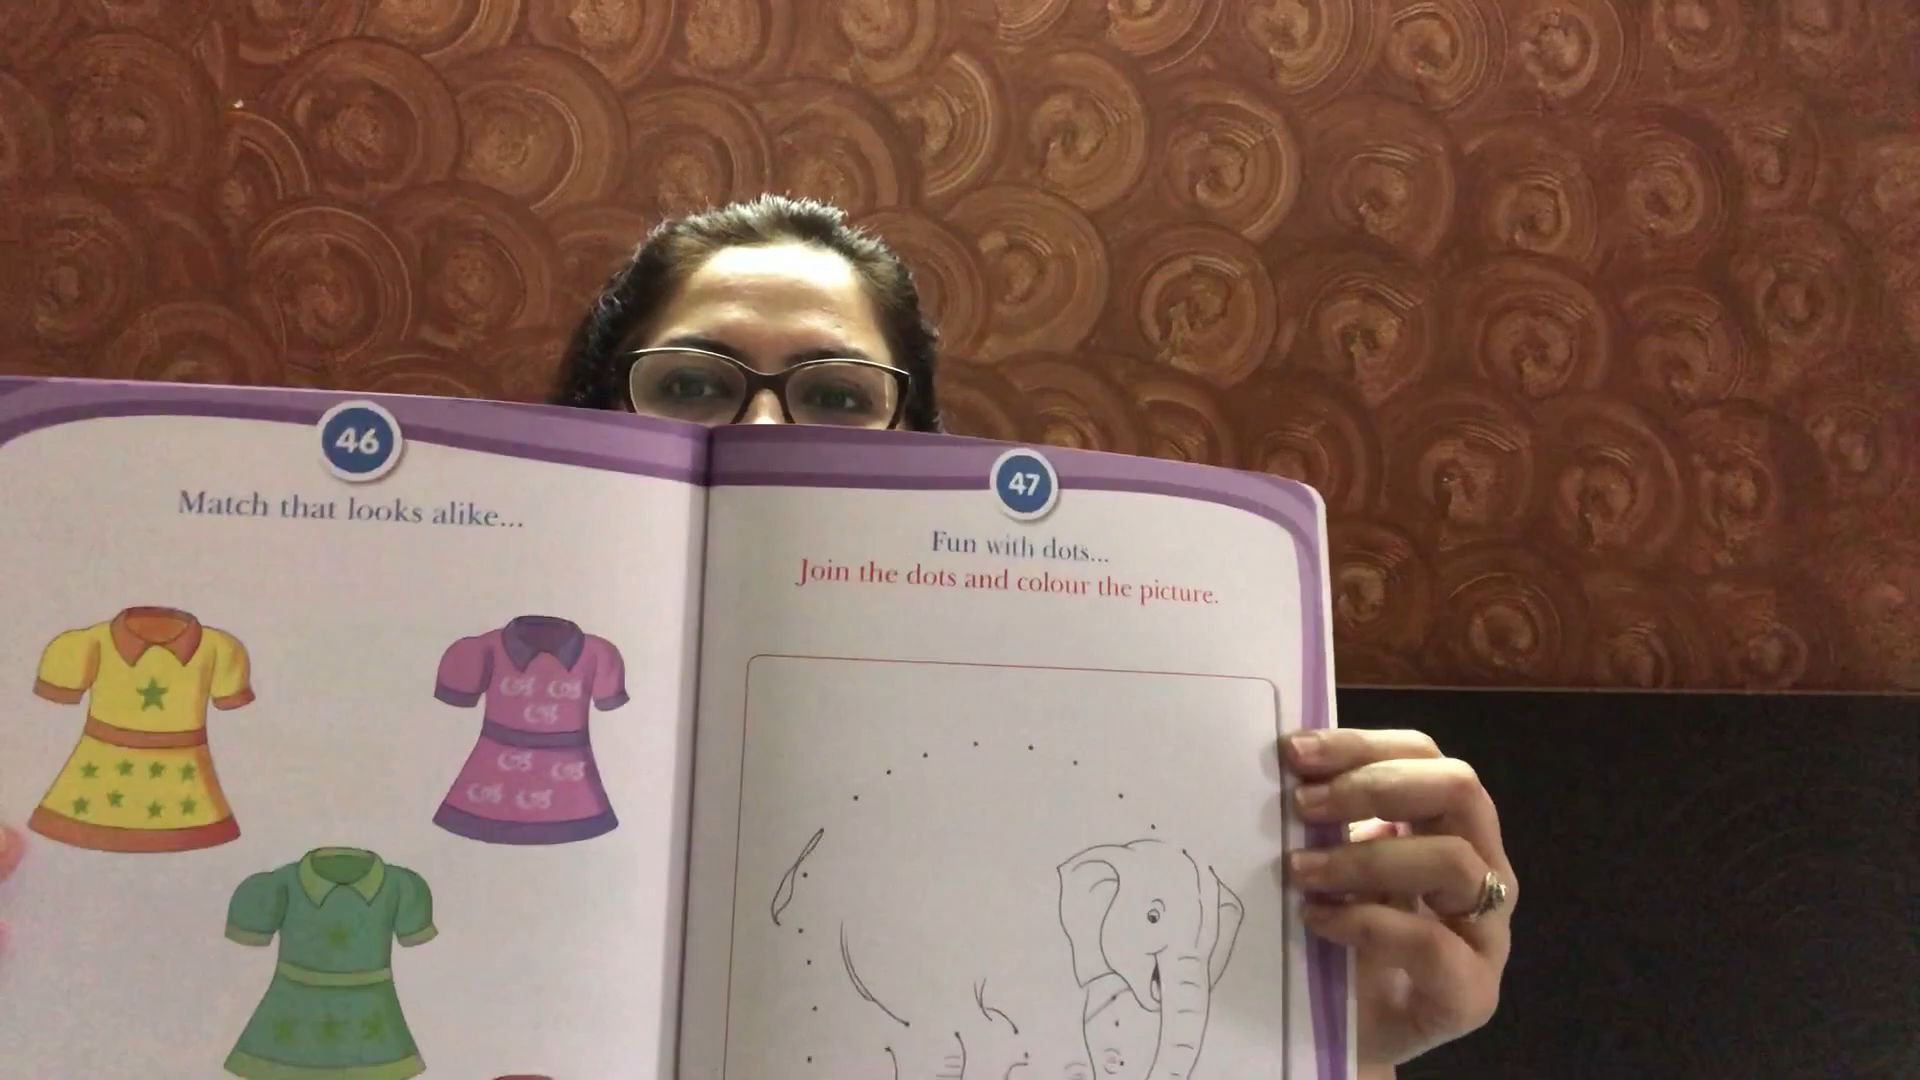 46
Match that looks alike...
47
Fun with dots...
Join the dots and colour the picture.